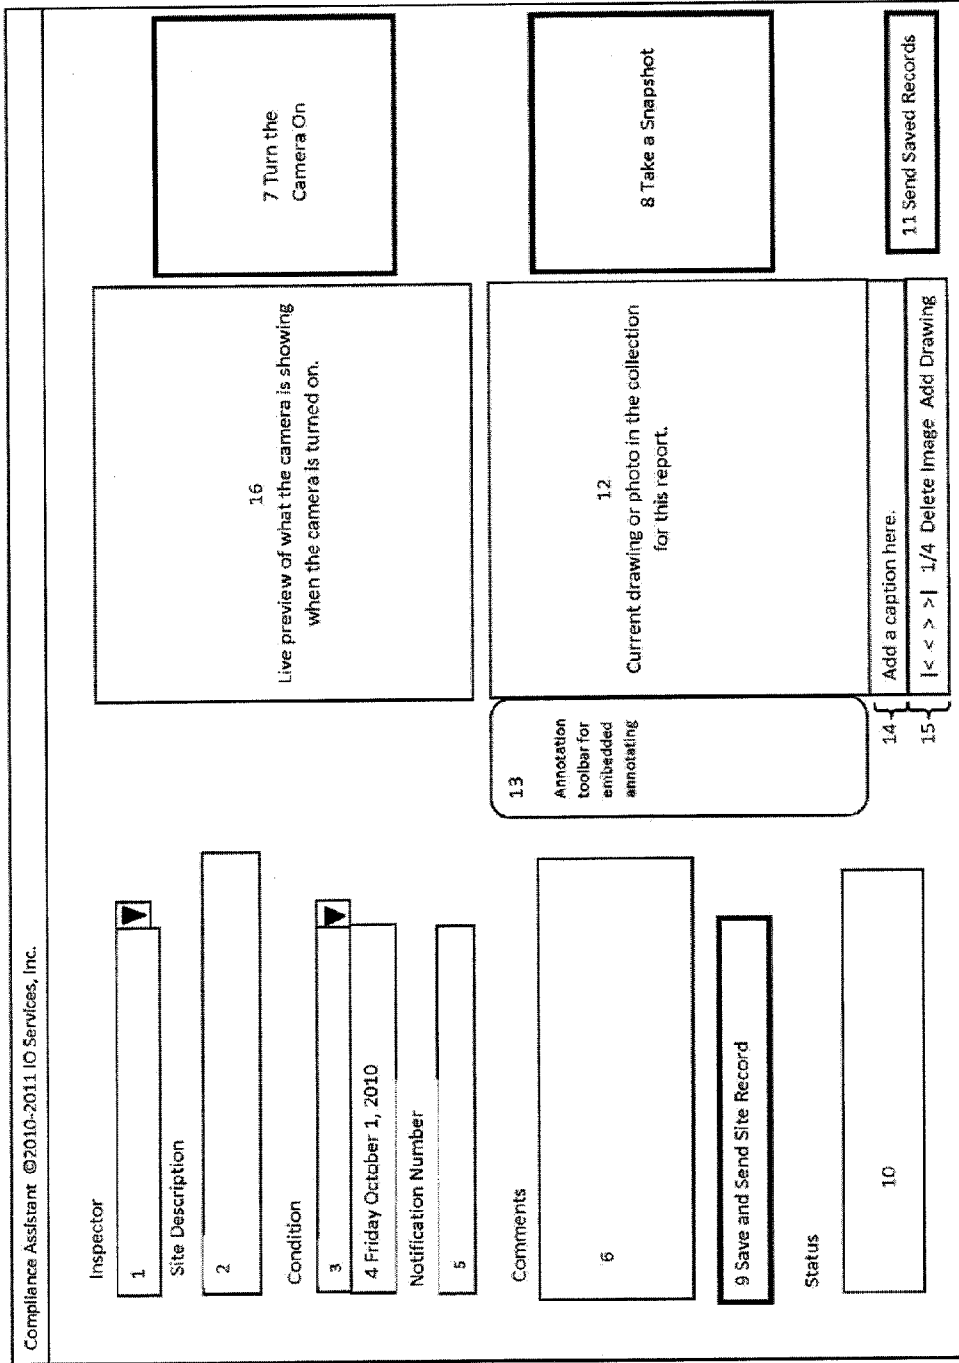 Compliance Assistant ©2010-2011 IO Services, Inc.
Inspector
1
Site Description
2
Condition
3
4 Friday October 1, 2010
Notification Number
5
Comments
6
9 Save and Send Site Record
Status
10
16
Live preview of what the camera is showing
when the camera is turned on.
7 Turn the
Camera On
13
Annotation
toolbar for
embedded
annotating
12
Current drawing or photo in the collection
for this report.
8 Take a Snapshot
14
Add a caption here.
15
|< < > >| 1/4 Delete Image Add Drawing
11 Send Saved Records